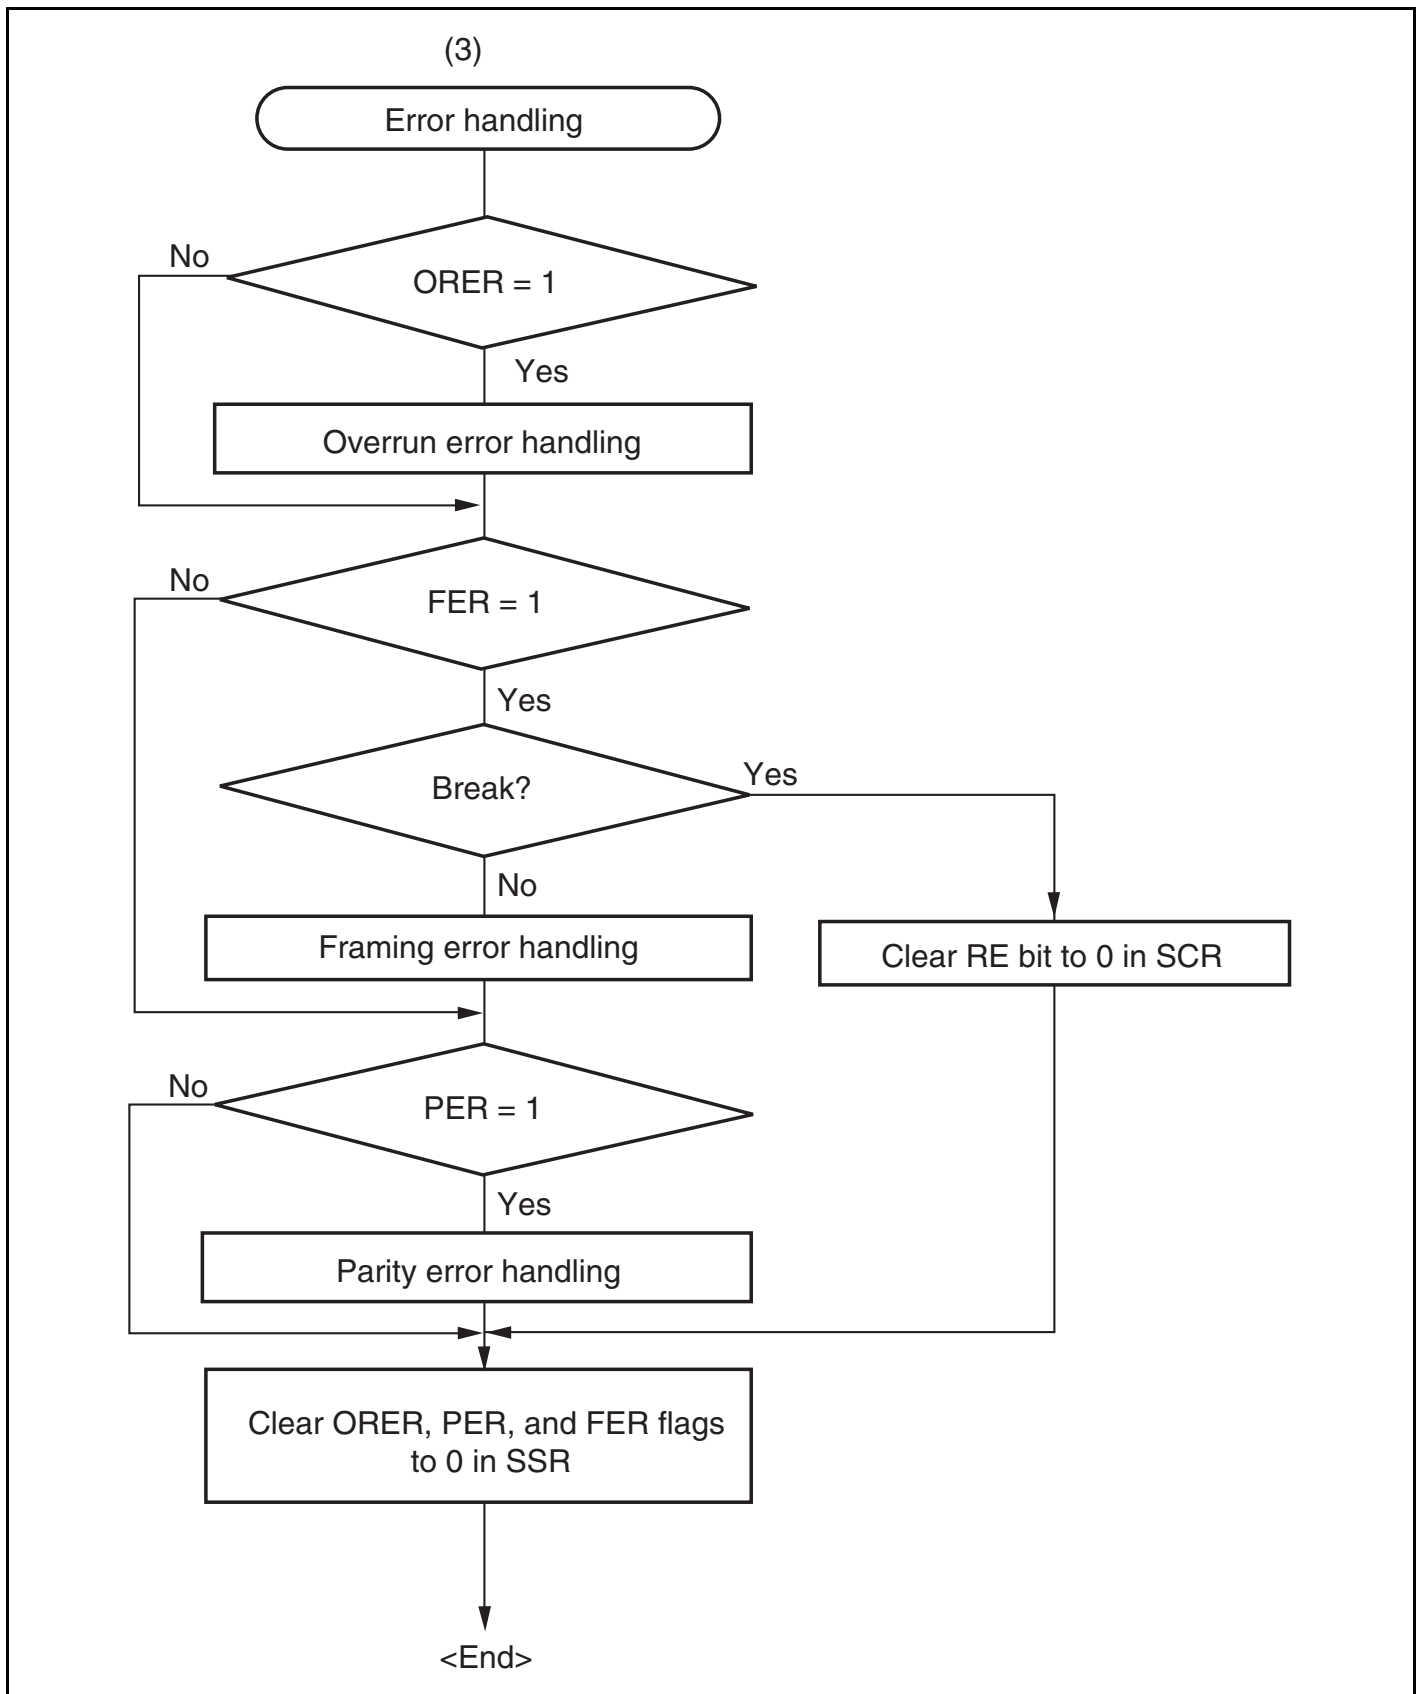 (3)
Error handling
No
ORER = 1
Yes
Overrun error handling
No
FER = 1
Yes
Break?
Yes
No
Framing error handling
Clear RE bit to 0 in SCR
No
PER = 1
Yes
Parity error handling
Clear ORER, PER, and FER flags
to 0 in SSR
<End>